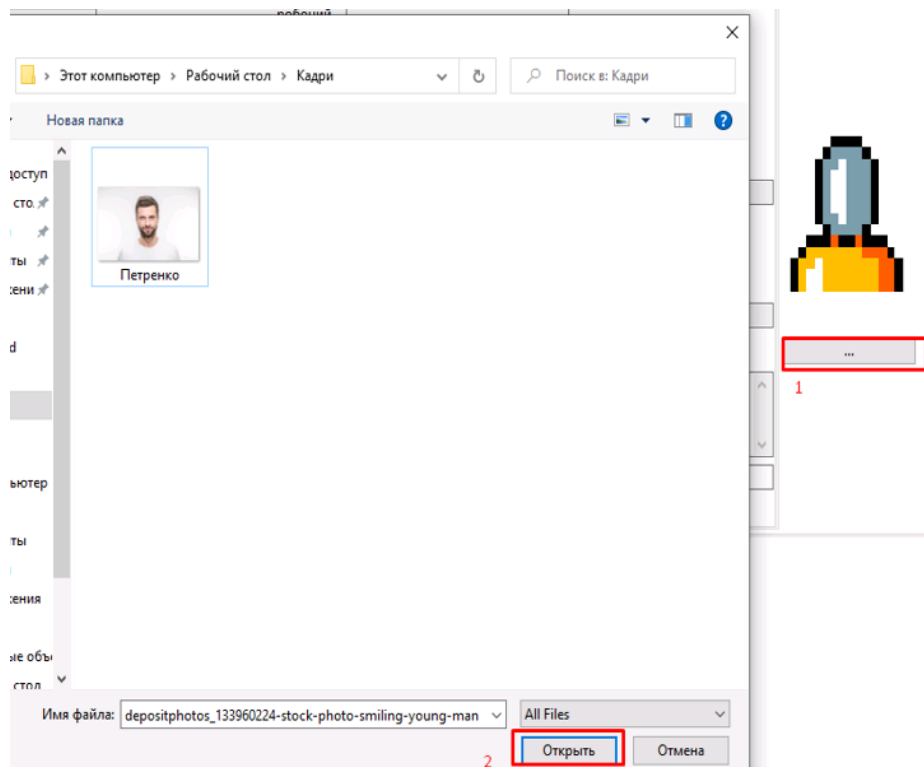 робочий
Этот компьютер > Рабочий стол > Кадри
Поиск в: Кадри
Новая папка
доступ
сто.
ты
Петренко
d
...
1
ьютер
ты
ения
ые объ
стол
Имя файла: depositphotos_133960224-stock-photo-smiling-young-man
All Files
Открыть
Отмена
2